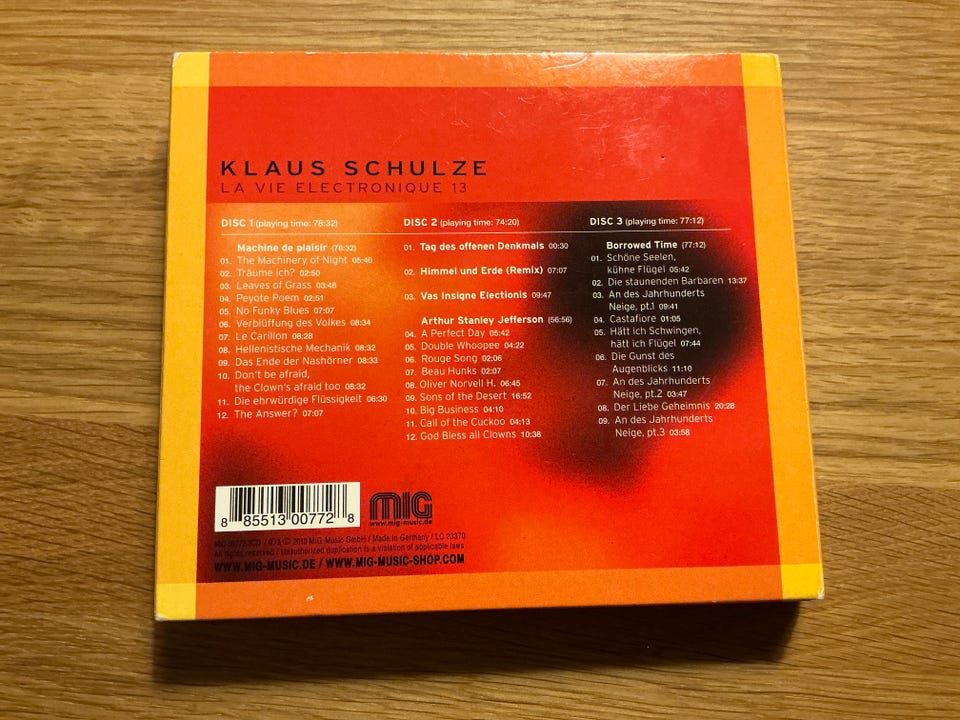 KLAUS SCHULZE
LA VIE ELECTRONIQUE 13
DISC 1 (playing time: 78:32)
Machine de plaisir (78:32)
01. The Machinery of Night 05:40
02. Träume ich? 02:50
03. Leaves of Grass 03:48
04. Peyote Poem 02:51
05. No Funky Blues 07:07
06. Verblüffung des Volkes 08:34
07. Le Carillon 08:28
08. Hellenistische Mechanik 08:32
09. Das Ende der Nashörner 08:33
10. Don't be afraid,
the Clown's afraid too 08:32
11. Die ehrwürdige Flüssigkeit 06:30
12. The Answer? 07:07
DISC 2 (playing time: 74:20)
01. Tag des offenen Denkmals 00:30
02. Himmel und Erde (Remix) 07:07
03. Vas Insigne Electionis 09:47
Arthur Stanley Jefferson (56:56)
04. A Perfect Day 05:42
05. Double Whoopee 04:22
06. Rouge Song 02:06
07. Beau Hunks 02:07
08. Oliver Norvell H. 06:45
09. Sons of the Desert 16:52
10. Big Business 04:10
11. Call of the Cuckoo 04:13
12. God Bless all Clowns 10:38
DISC 3 (playing time: 77:12)
Borrowed Time (77:12)
01. Schöne Seelen,
kühne Flügel 05:42
02. Die staunenden Barbaren 13:37
03. An des Jahrhunderts
Neige, pt.1 09:41
04. Castafiore 01:05
05. Hätt ich Schwingen,
hätt ich Flügel 07:44
06. Die Gunst des
Augenblicks 11:10
07. An des Jahrhunderts
Neige, pt.2 03:47
08. Der Liebe Geheimnis 20:28
09. An des Jahrhunderts
Neige, pt.3 03:58
8 85513 00772 8
MIG
www.mig-music.de
MIG 00772 3CD / Ⓟ & © 2013 MIG-Music GmbH / Made in Germany / LC 23370
All rights reserved / Unauthorized duplication is a violation of applicable laws
WWW.MIG-MUSIC.DE / WWW.MIG-MUSIC-SHOP.COM